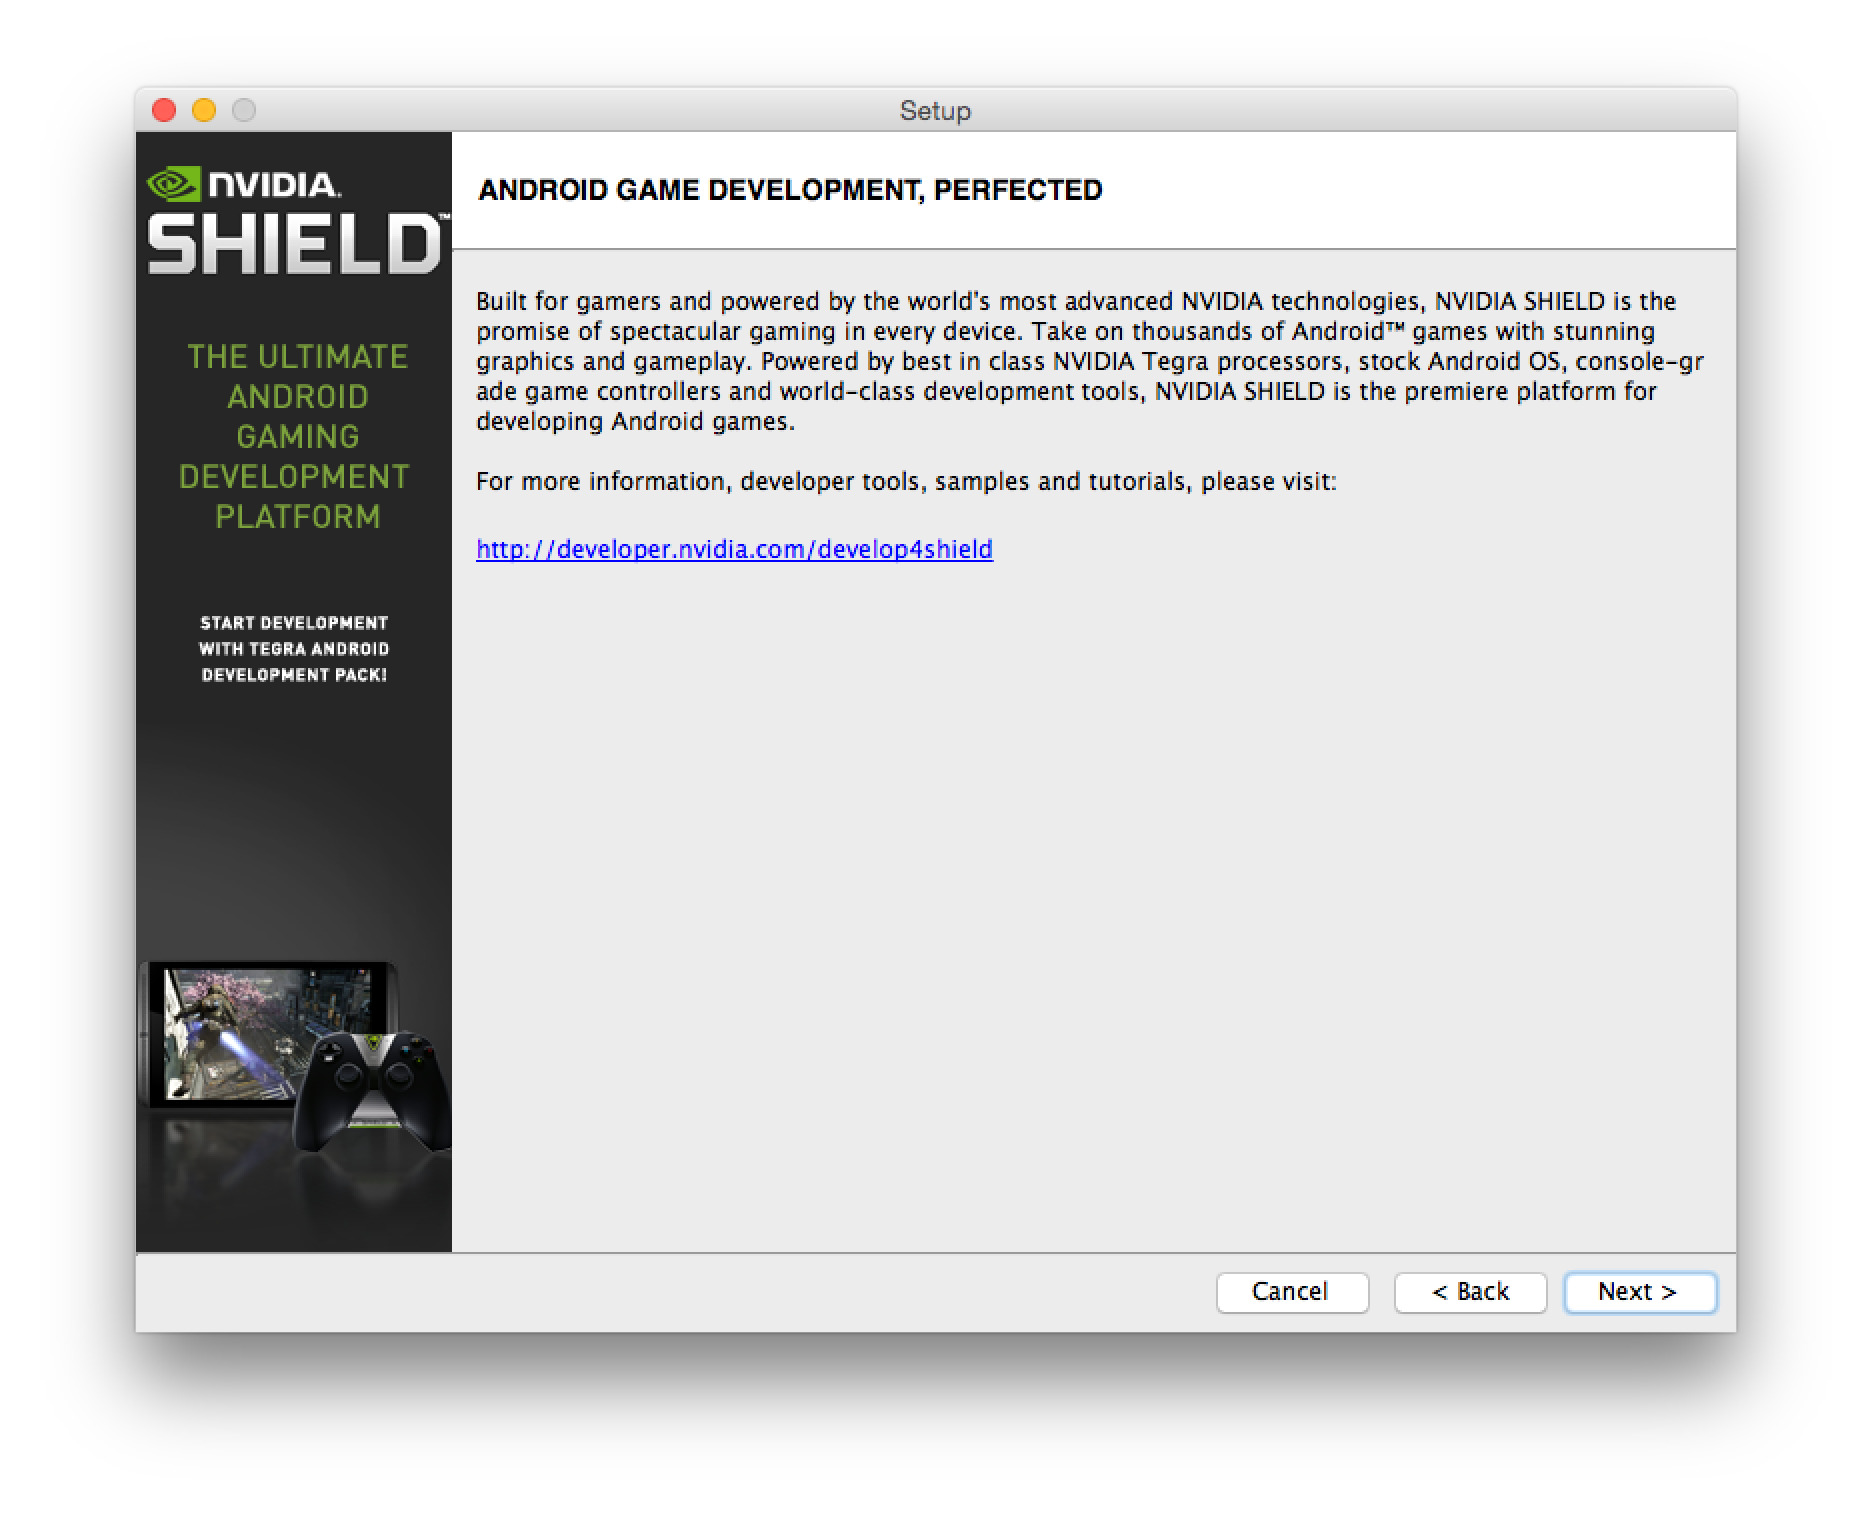 Setup
NVIDIA.
SHIELD™
THE ULTIMATE
ANDROID
GAMING
DEVELOPMENT
PLATFORM
START DEVELOPMENT
WITH TEGRA ANDROID
DEVELOPMENT PACK!
ANDROID GAME DEVELOPMENT, PERFECTED
Built for gamers and powered by the world's most advanced NVIDIA technologies, NVIDIA SHIELD is the
promise of spectacular gaming in every device. Take on thousands of Android™ games with stunning
graphics and gameplay. Powered by best in class NVIDIA Tegra processors, stock Android OS, console-gr
ade game controllers and world-class development tools, NVIDIA SHIELD is the premiere platform for
developing Android games.
For more information, developer tools, samples and tutorials, please visit:
http://developer.nvidia.com/develop4shield
Cancel
< Back
Next >